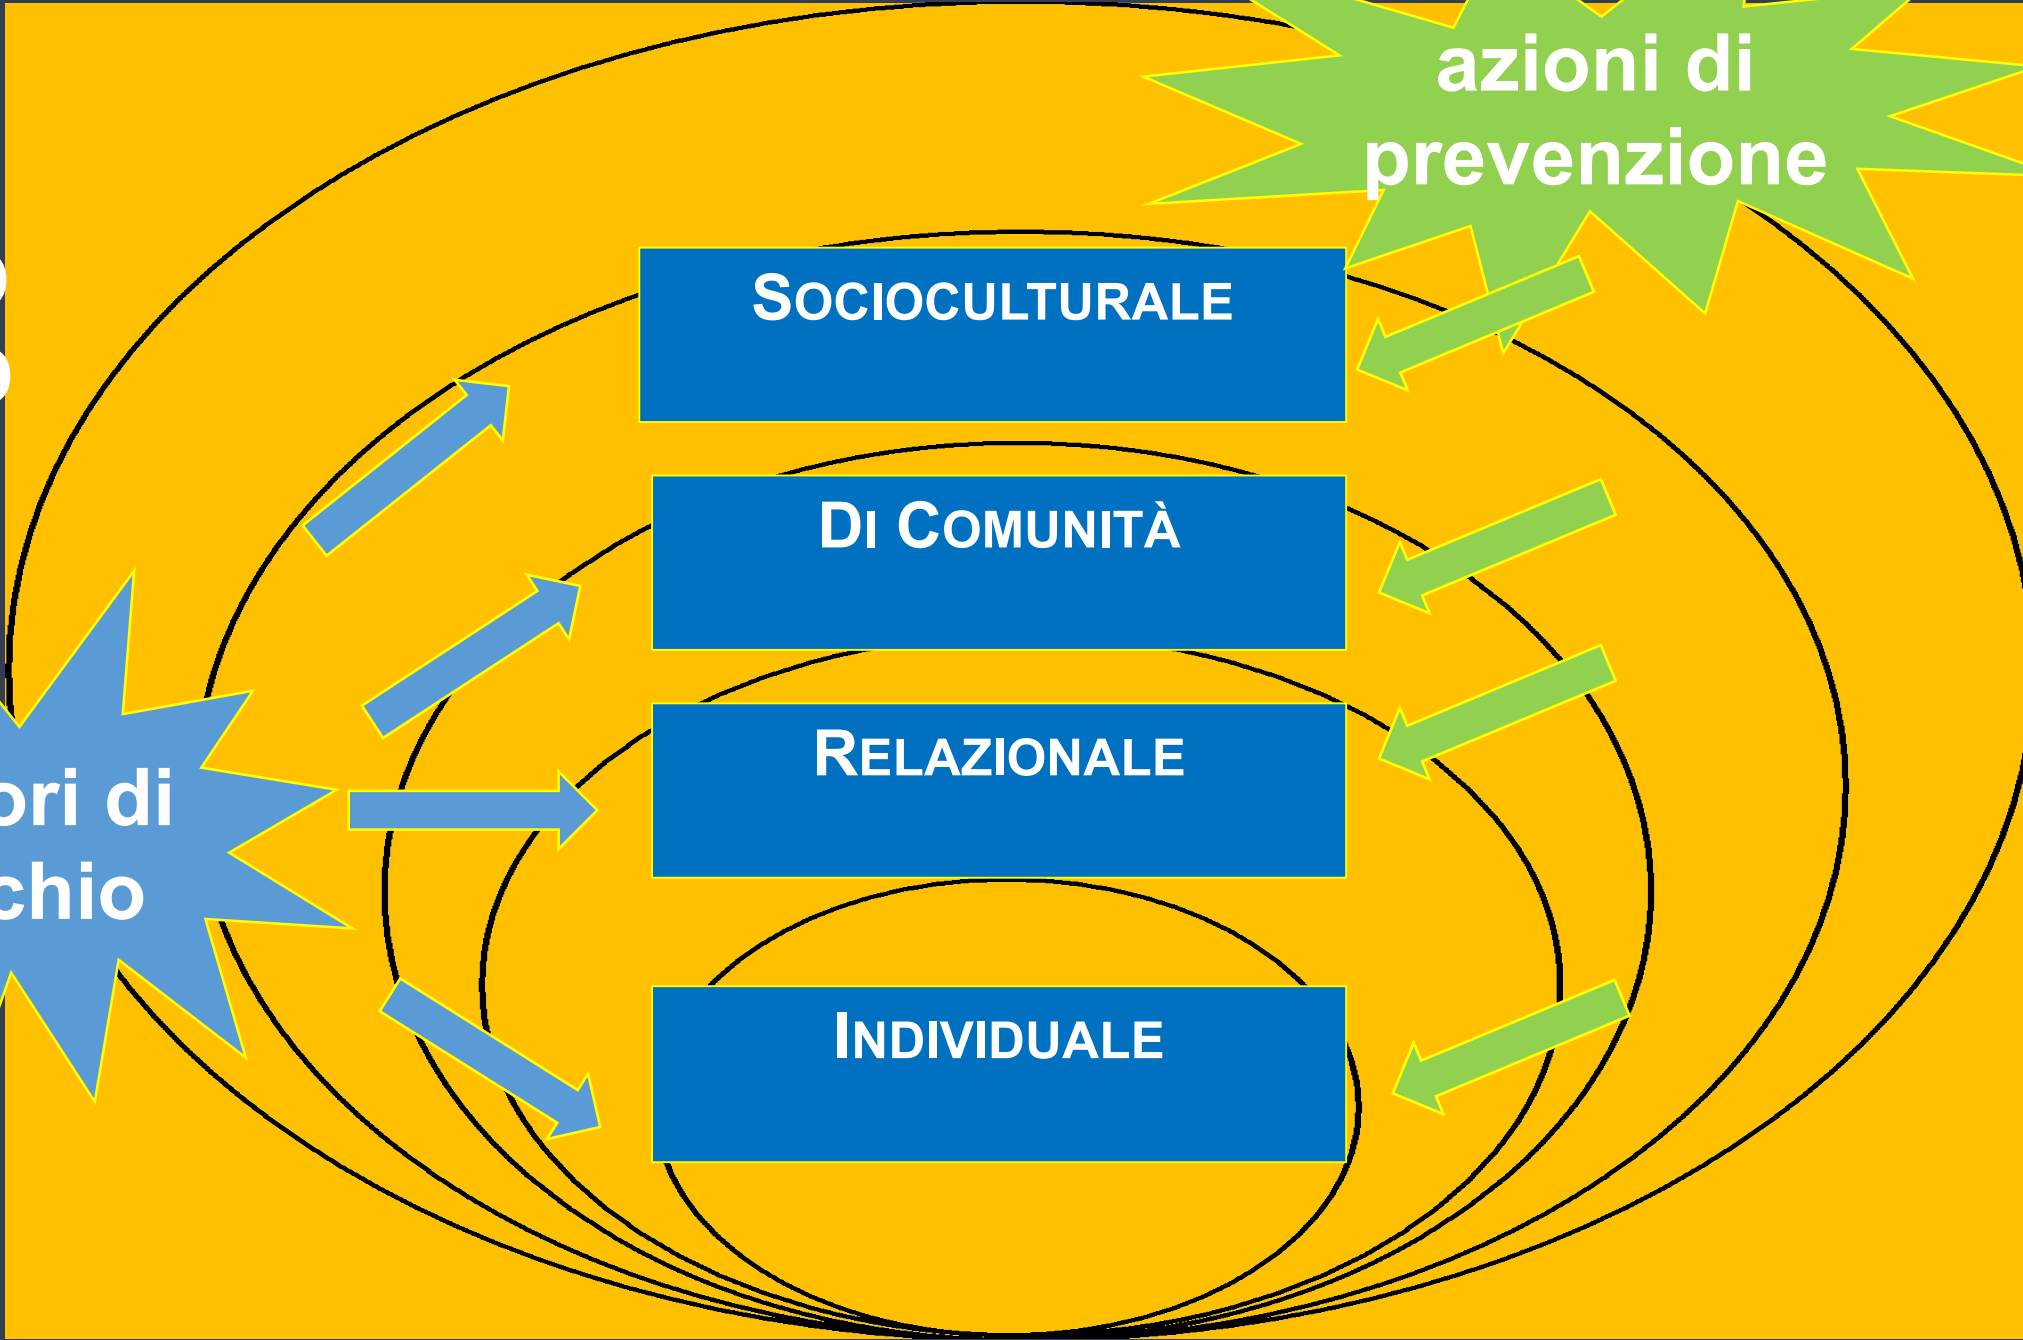 azioni di
prevenzione
SOCIOCULTURALE
DI COMUNITÀ
RELAZIONALE
ori di
chio
INDIVIDUALE